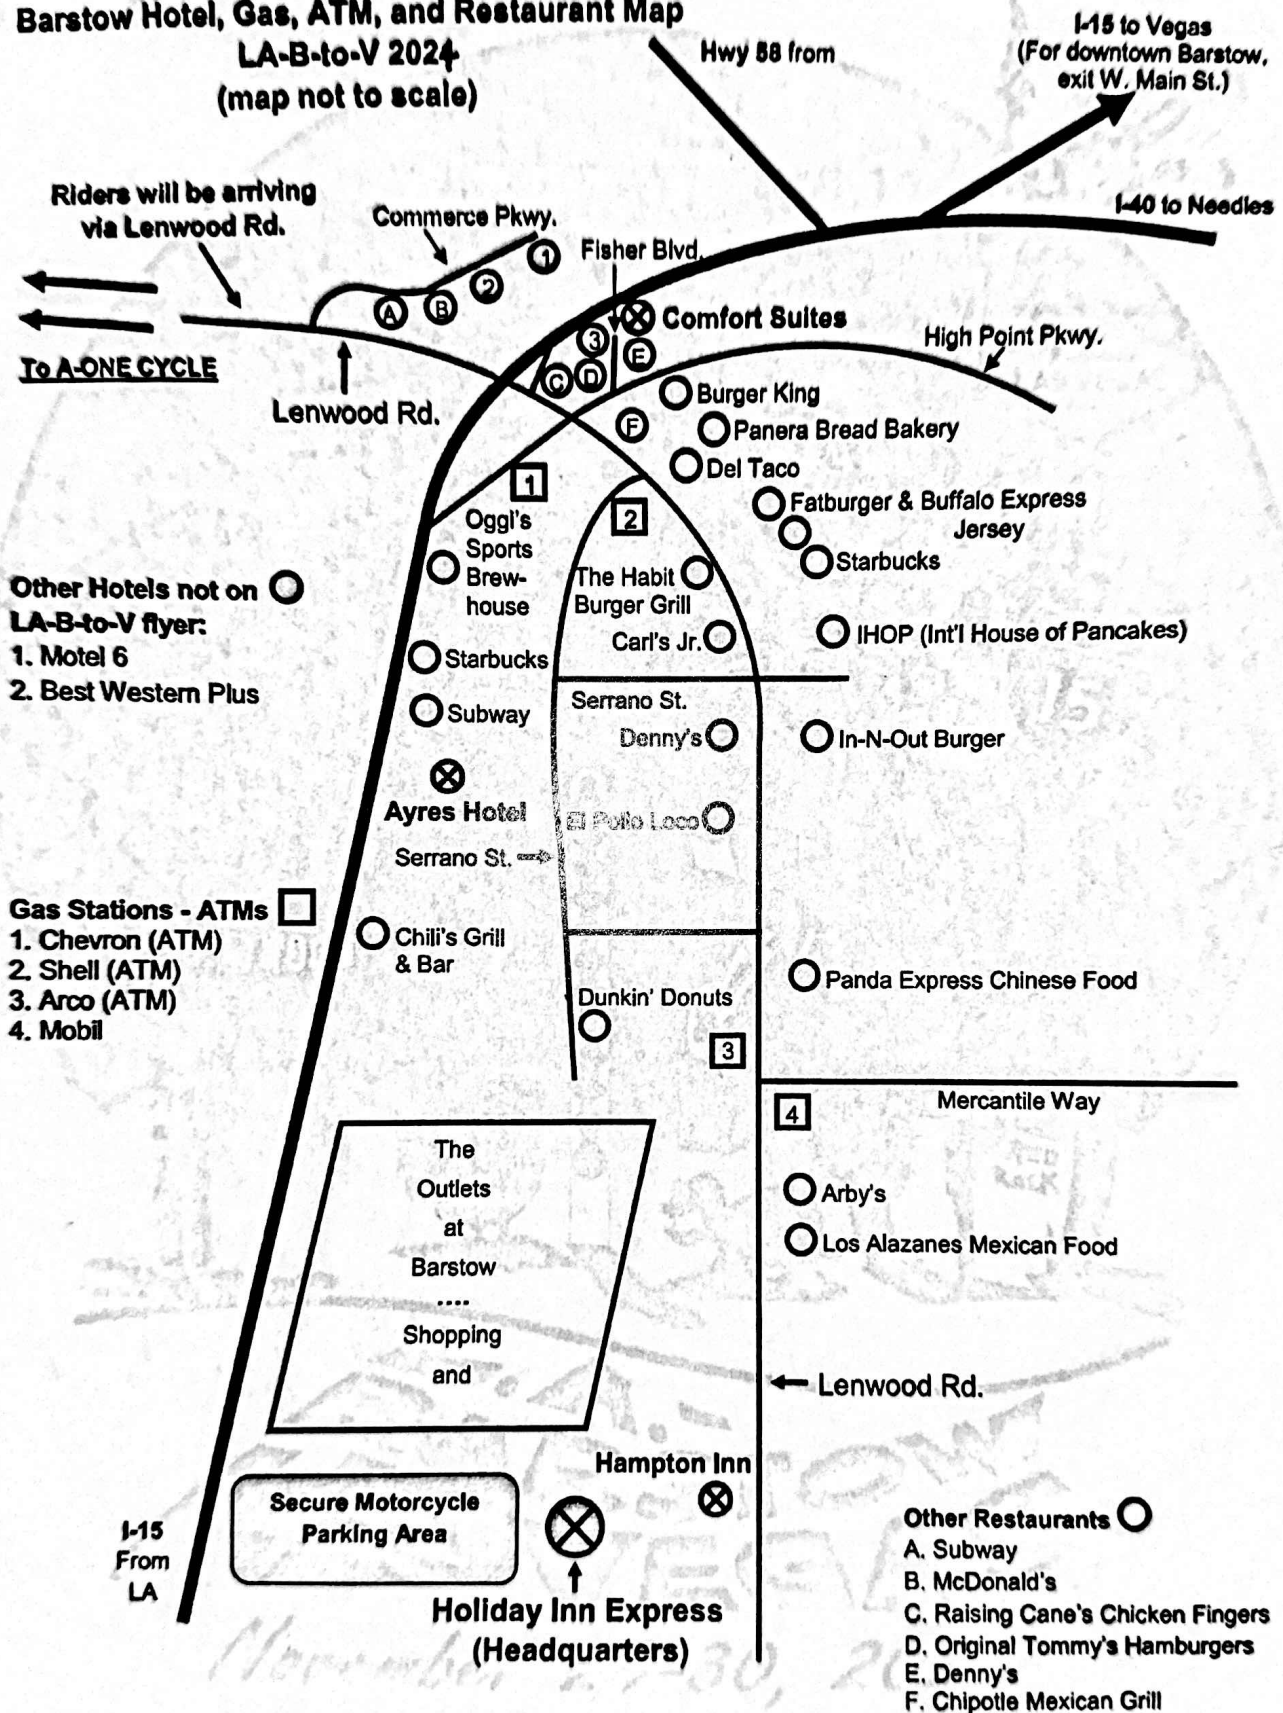 Barstow Hotel, Gas, ATM, and Restaurant Map
LA-B-to-V 2024
(map not to scale)
Hwy 58 from
I-15 to Vegas
(For downtown Barstow,
exit W. Main St.)
I-40 to Needles
Riders will be arriving
via Lenwood Rd.
Commerce Pkwy.
Fisher Blvd.
1
2
A
B
3
Comfort Suites
E
C
D
High Point Pkwy.
To A-ONE CYCLE
Lenwood Rd.
Burger King
F
Panera Bread Bakery
Del Taco
1
2
Fatburger & Buffalo Express
Jersey
Starbucks
Oggi's
Sports
Brew-
house
The Habit
Burger Grill
Carl's Jr.
IHOP (Int'l House of Pancakes)
Other Hotels not on
LA-B-to-V flyer:
1. Motel 6
2. Best Western Plus
Starbucks
Subway
Serrano St.
Denny's
In-N-Out Burger
Ayres Hotel
El Pollo Loco
Serrano St.
Gas Stations - ATMs
1. Chevron (ATM)
2. Shell (ATM)
3. Arco (ATM)
4. Mobil
Chili's Grill
& Bar
Panda Express Chinese Food
Dunkin' Donuts
3
Mercantile Way
4
The
Outlets
at
Barstow
....
Shopping
and
Arby's
Los Alazanes Mexican Food
Lenwood Rd.
Hampton Inn
Secure Motorcycle
Parking Area
I-15
From
LA
Holiday Inn Express
(Headquarters)
Other Restaurants
A. Subway
B. McDonald's
C. Raising Cane's Chicken Fingers
D. Original Tommy's Hamburgers
E. Denny's
F. Chipotle Mexican Grill